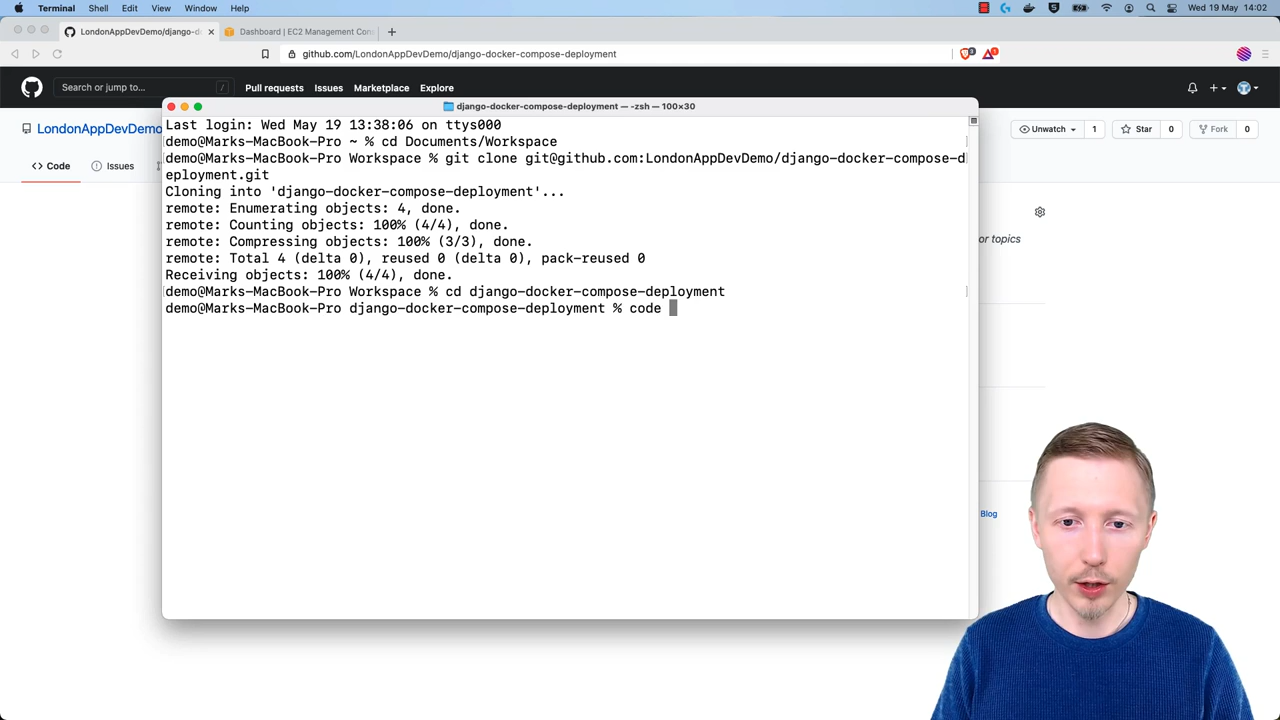 Terminal Shell Edit View Window Help Wed 19 May 14:02
LondonAppDevDemo/django-do Dashboard | EC2 Management Con
github.com/LondonAppDevDemo/django-docker-compose-deployment
Search or jump to... / Pull requests Issues Marketplace Explore
django-docker-compose-deployment — -zsh — 100×30
LondonAppDevDemo Unwatch 1 Star 0 Fork 0
Code Issues
Last login: Wed May 19 13:38:06 on ttys000
demo@Marks-MacBook-Pro ~ % cd Documents/Workspace
demo@Marks-MacBook-Pro Workspace % git clone git@github.com:LondonAppDevDemo/django-docker-compose-d
eployment.git
Cloning into 'django-docker-compose-deployment'...
remote: Enumerating objects: 4, done.
remote: Counting objects: 100% (4/4), done.
remote: Compressing objects: 100% (3/3), done.
remote: Total 4 (delta 0), reused 0 (delta 0), pack-reused 0
Receiving objects: 100% (4/4), done.
demo@Marks-MacBook-Pro Workspace % cd django-docker-compose-deployment
demo@Marks-MacBook-Pro django-docker-compose-deployment % code
or topics
Blog